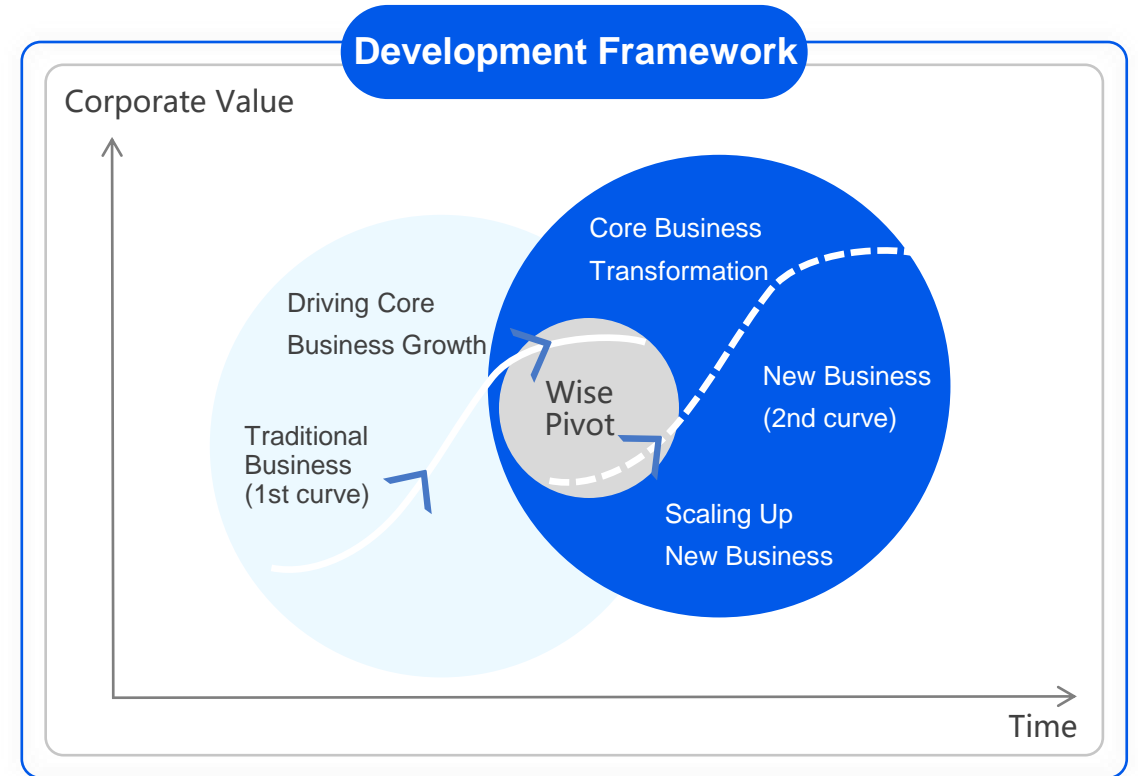 Development Framework
Corporate Value
Core Business
Transformation
Driving Core
Business Growth
Wise
Pivot
New Business
(2nd curve)
Traditional
Business
(1st curve)
Scaling Up
New Business
Time